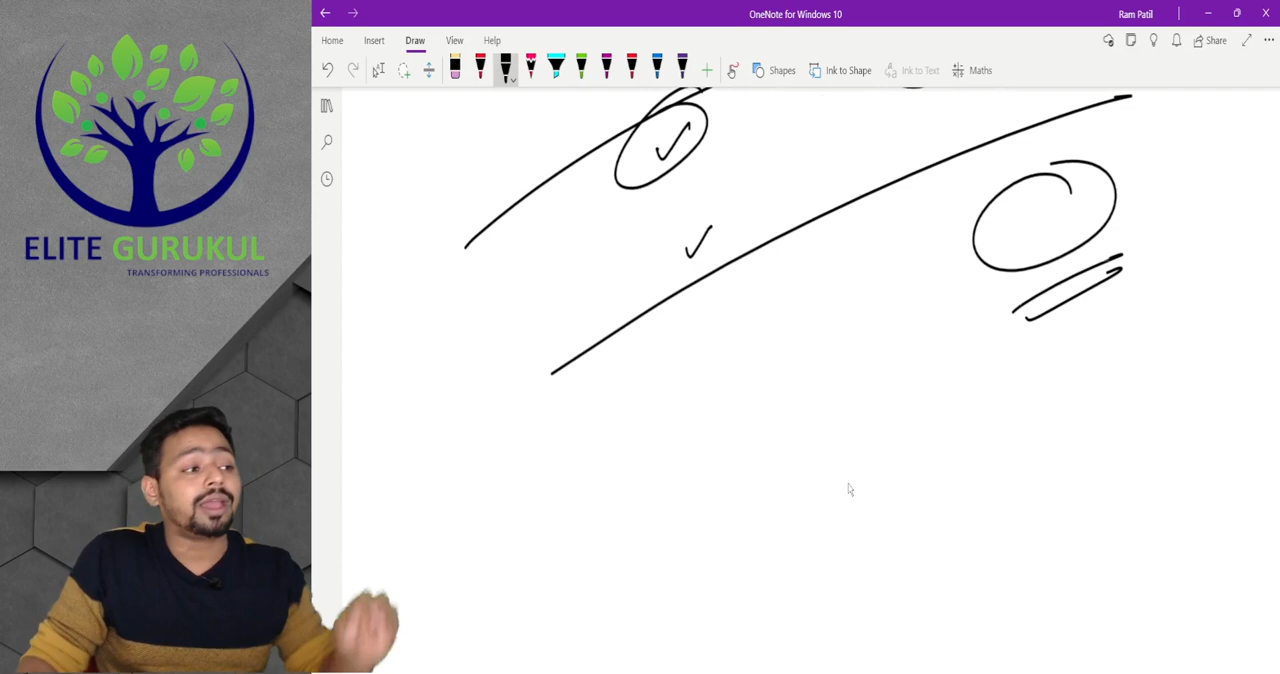 OneNote for Windows 10
Ram Patil
Home Insert Draw View Help
Share
Shapes Ink to Shape Ink to Text Maths
ELITE GURUKUL
TRANSFORMING PROFESSIONALS